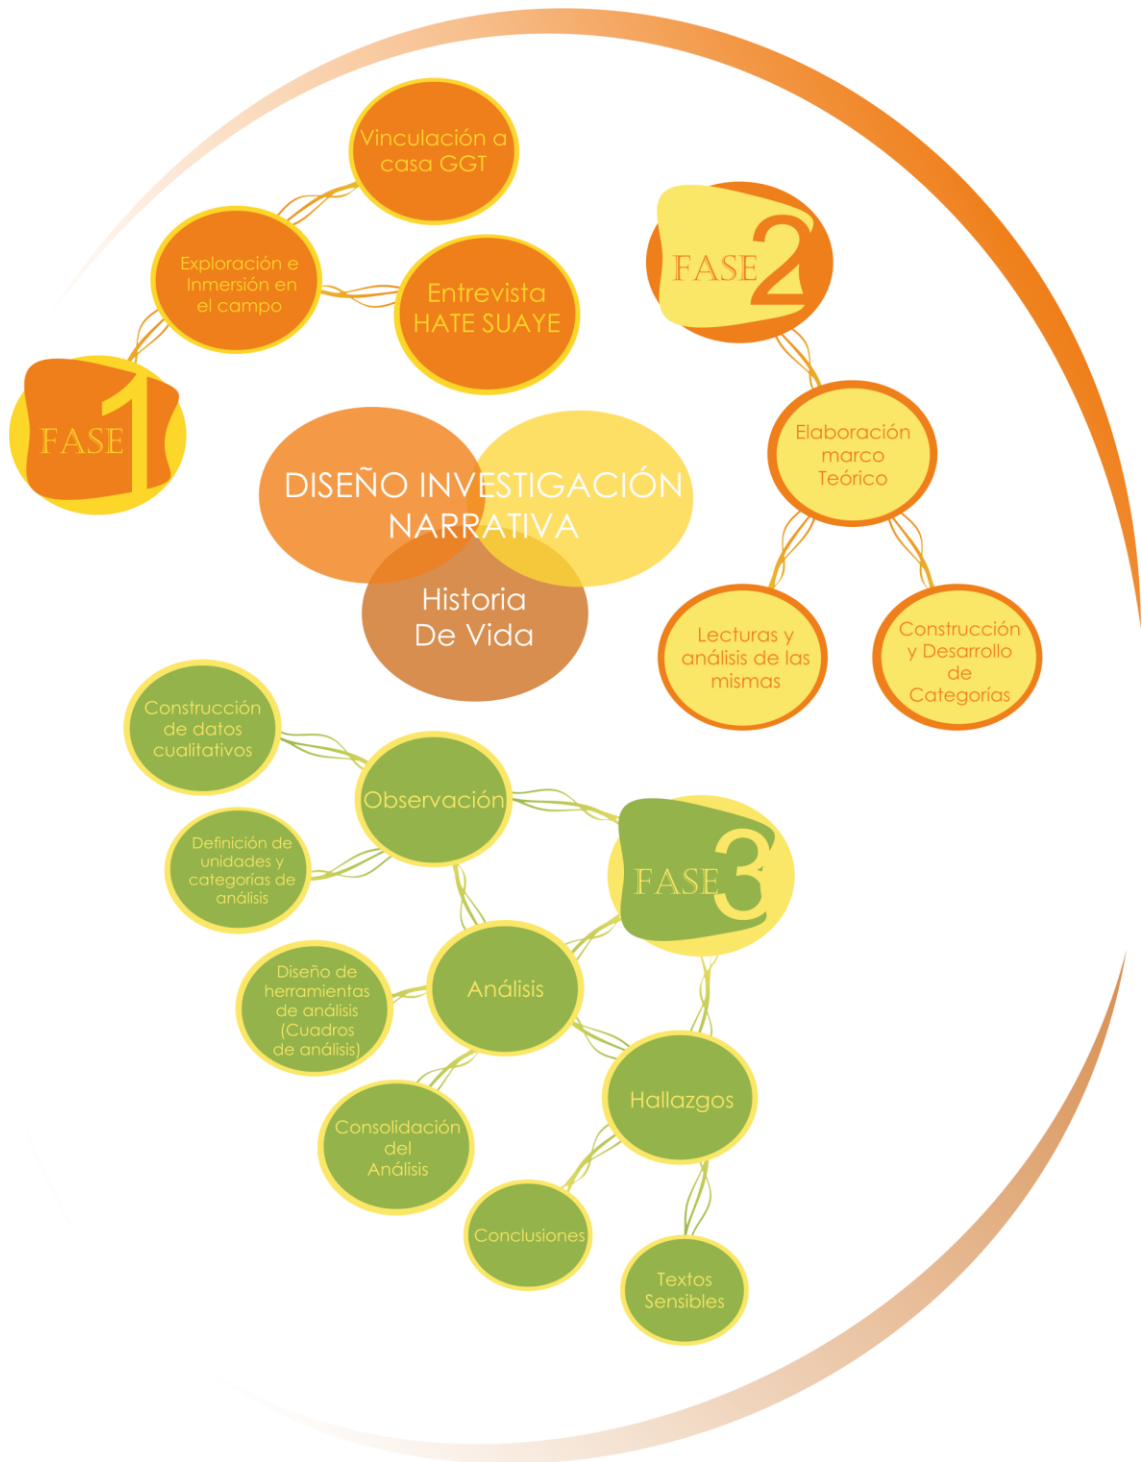 Vinculación a
casa GGT
Exploración e
Inmersión en
el campo
Entrevista
HATE SUAYE
FASE 1
FASE 2
Elaboración
marco
Teórico
Lecturas y
análisis de las
mismas
Construcción
y Desarrollo
de
Categorías
DISEÑO INVESTIGACIÓN
NARRATIVA
Historia
De Vida
Construcción
de datos
cualitativos
Observación
Definición de
unidades y
categorías de
análisis
FASE 3
Análisis
Diseño de
herramientas
de análisis
(Cuadros
de análisis)
Hallazgos
Consolidación
del
Análisis
Conclusiones
Textos
Sensibles